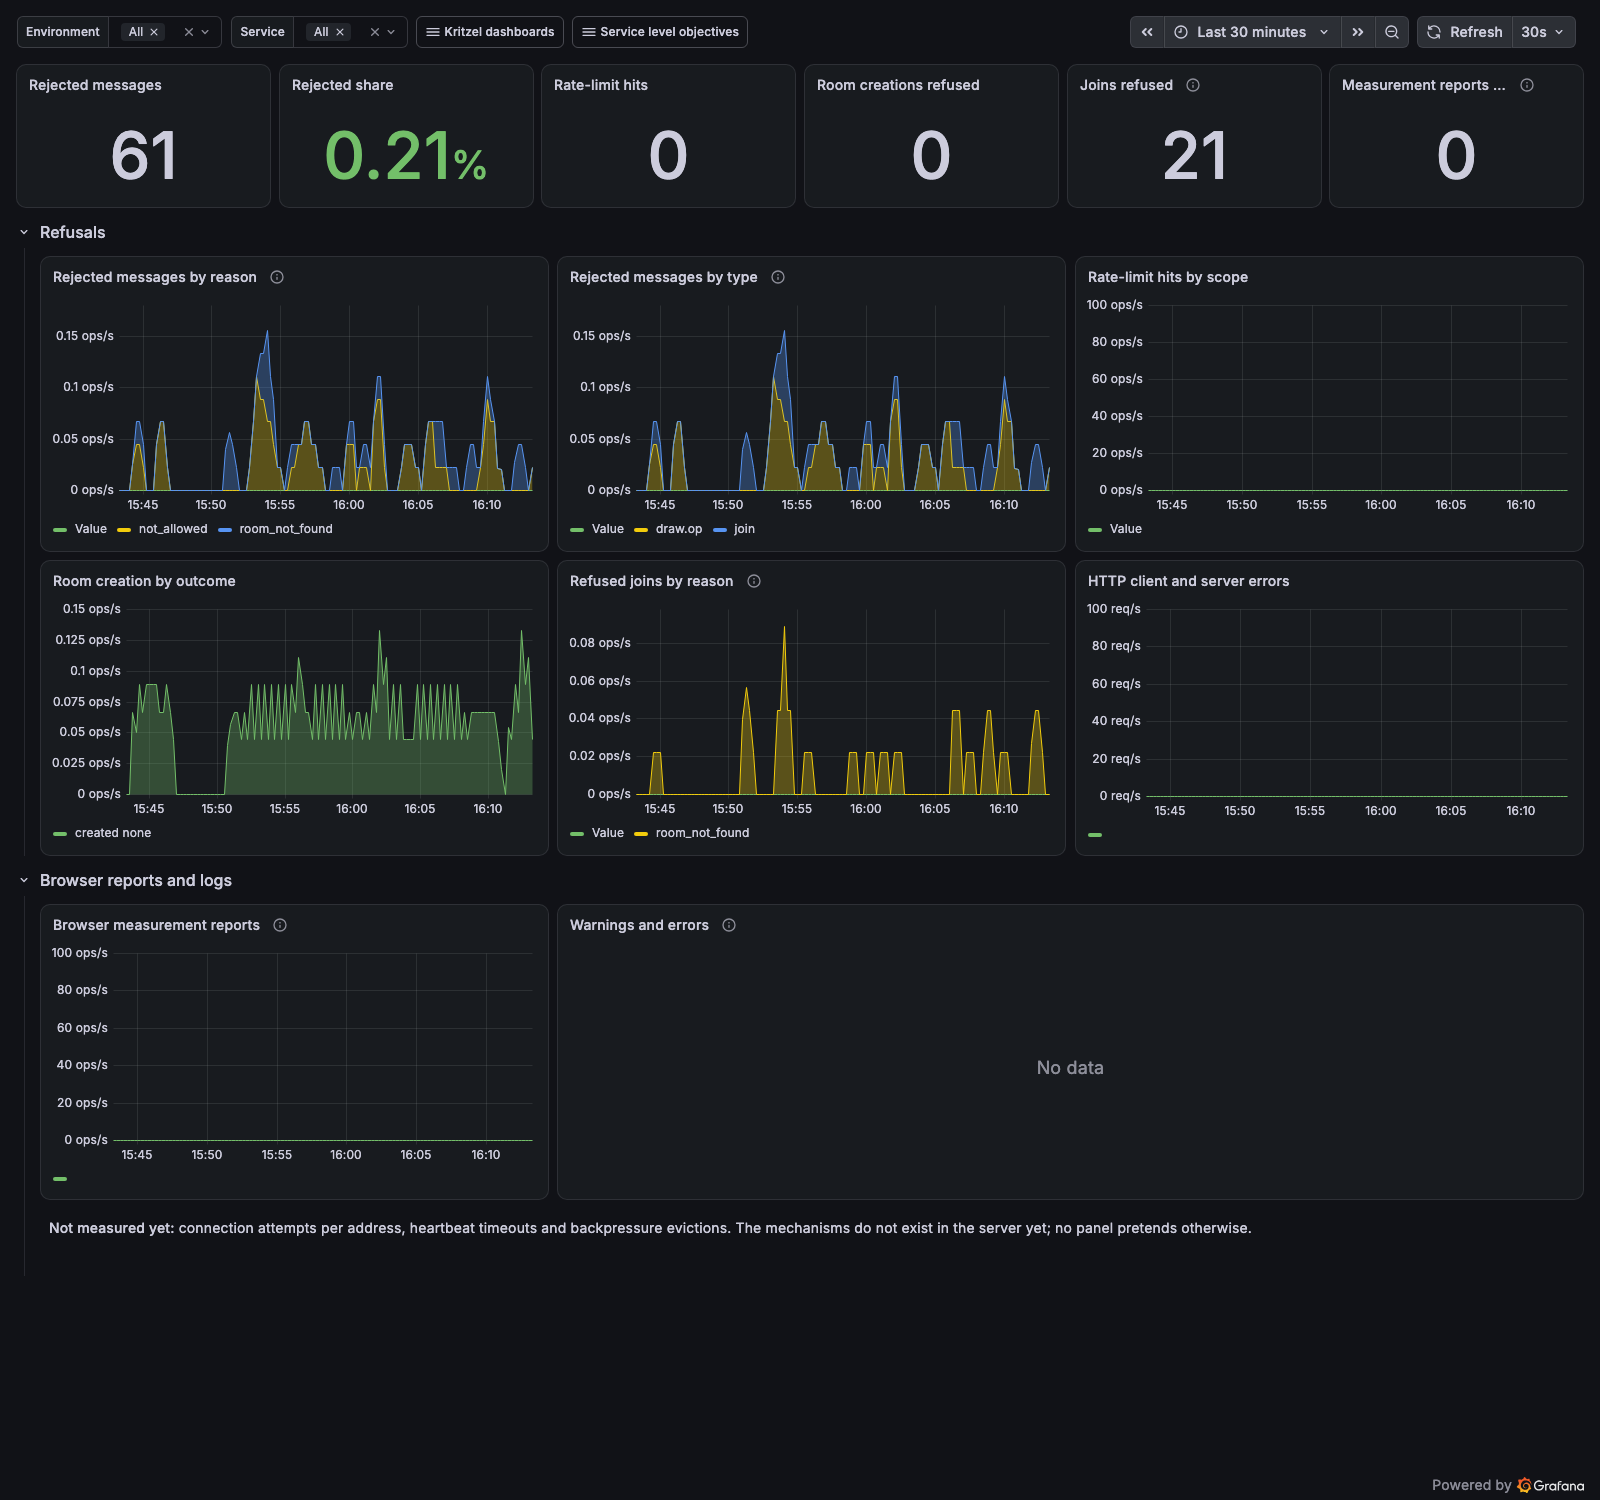 Environment All Service All Kritzel dashboards Service level objectives Last 30 minutes Refresh 30s
Rejected messages
61
Rejected share
0.21%
Rate-limit hits
0
Room creations refused
0
Joins refused
21
Measurement reports ...
0
Refusals
Rejected messages by reason
0.15 ops/s
0.1 ops/s
0.05 ops/s
0 ops/s
15:45 15:50 15:55 16:00 16:05 16:10
Value not_allowed room_not_found
Rejected messages by type
0.15 ops/s
0.1 ops/s
0.05 ops/s
0 ops/s
15:45 15:50 15:55 16:00 16:05 16:10
Value draw.op join
Rate-limit hits by scope
100 ops/s
80 ops/s
60 ops/s
40 ops/s
20 ops/s
0 ops/s
15:45 15:50 15:55 16:00 16:05 16:10
Value
Room creation by outcome
0.15 ops/s
0.125 ops/s
0.1 ops/s
0.075 ops/s
0.05 ops/s
0.025 ops/s
0 ops/s
15:45 15:50 15:55 16:00 16:05 16:10
created none
Refused joins by reason
0.08 ops/s
0.06 ops/s
0.04 ops/s
0.02 ops/s
0 ops/s
15:45 15:50 15:55 16:00 16:05 16:10
Value room_not_found
HTTP client and server errors
100 req/s
80 req/s
60 req/s
40 req/s
20 req/s
0 req/s
15:45 15:50 15:55 16:00 16:05 16:10
Browser reports and logs
Browser measurement reports
100 ops/s
80 ops/s
60 ops/s
40 ops/s
20 ops/s
0 ops/s
15:45 15:50 15:55 16:00 16:05 16:10
Warnings and errors
No data
Not measured yet: connection attempts per address, heartbeat timeouts and backpressure evictions. The mechanisms do not exist in the server yet; no panel pretends otherwise.
Powered by Grafana